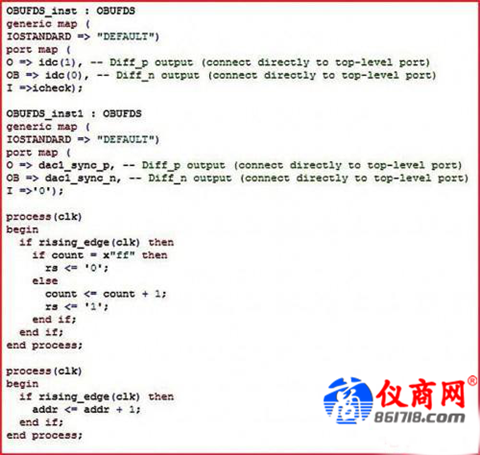 OBUFDS_inst : OBUFDS
generic map (
IOSTANDARD => "DEFAULT")
port map (
O => idc(1), -- Diff_p output (connect directly to top-level port)
OB => idc(0), -- Diff_n output (connect directly to top-level port)
I =>icheck);

OBUFDS_inst1 : OBUFDS
generic map (
IOSTANDARD => "DEFAULT")
port map (
O => dac1_sync_p, -- Diff_p output (connect directly to top-level port)
OB => dac1_sync_n, -- Diff_n output (connect directly to top-level port)
I =>'0');

process(clk)
begin
  if rising_edge(clk) then
    if count = x"ff" then
      rs <= '0';
    else
      count <= count + 1;
      rs <= '1';
    end if;
  end if;
end process;

process(clk)
begin
  if rising_edge(clk) then
    addr <= addr + 1;
  end if;
end process;
仪商网®
861718.com